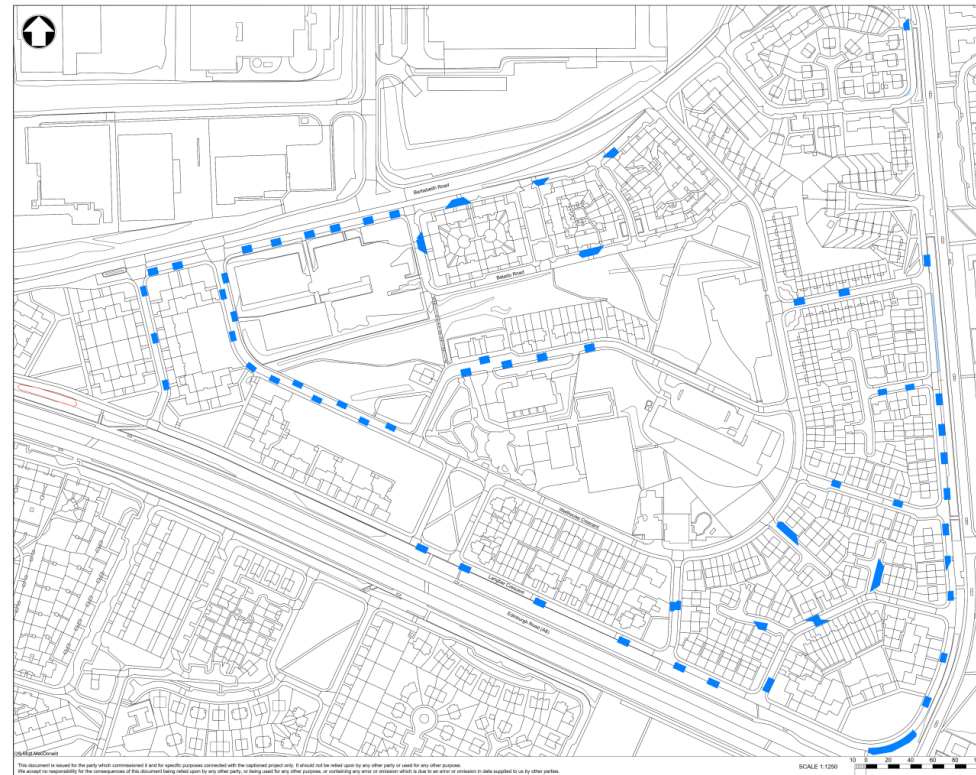 Bartiebeith Road
Balado Road
Wellhouse Crescent
Langbar Crescent
Edinburgh Road (A8)
© Mott MacDonald
This document is issued for the party which commissioned it and for specific purposes connected with the captioned project only. It should not be relied upon by any other party or used for any other purpose.
We accept no responsibility for the consequences of this document being relied upon by any other party, or being used for any other purpose, or containing any error or omission which is due to an error or omission in data supplied to us by other parties.
SCALE 1:1250
10 0 20 40 60 80